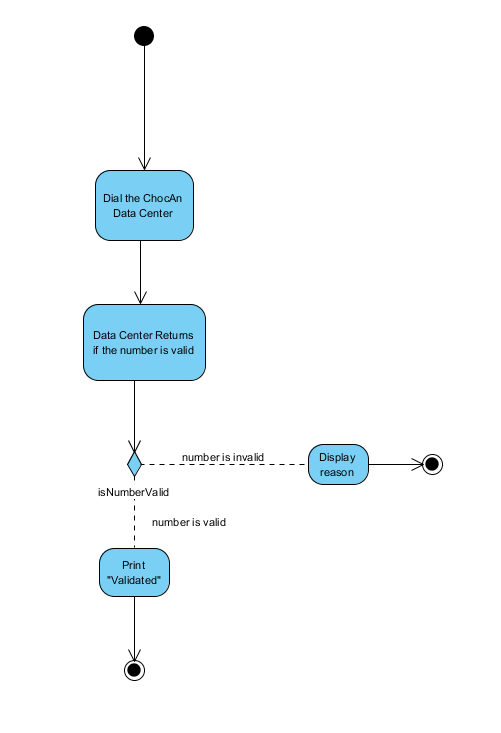 Dial the ChocAn
Data Center
Data Center Returns
if the number is valid
number is invalid
Display
reason
isNumberValid
number is valid
Print
"Validated"